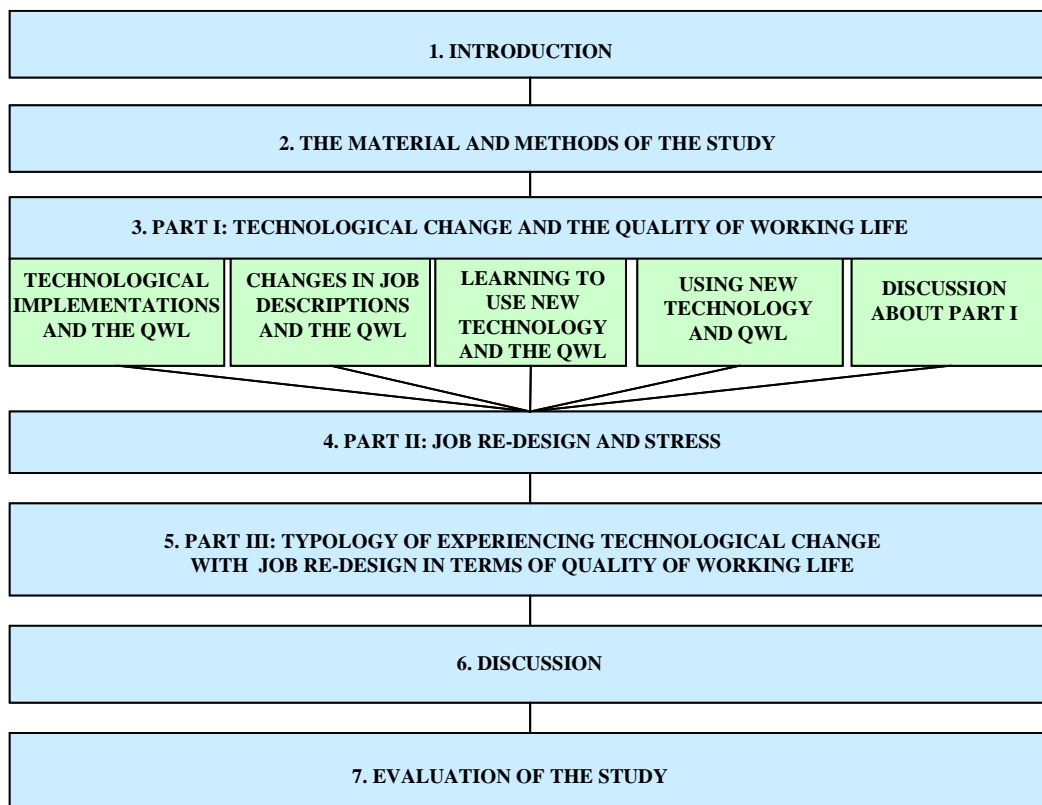 1. INTRODUCTION
2. THE MATERIAL AND METHODS OF THE STUDY
3. PART I: TECHNOLOGICAL CHANGE AND THE QUALITY OF WORKING LIFE
TECHNOLOGICAL
IMPLEMENTATIONS
AND THE QWL
CHANGES IN JOB
DESCRIPTIONS
AND THE QWL
LEARNING TO
USE NEW
TECHNOLOGY
AND THE QWL
USING NEW
TECHNOLOGY
AND QWL
DISCUSSION
ABOUT PART I
4. PART II: JOB RE-DESIGN AND STRESS
5. PART III: TYPOLOGY OF EXPERIENCING TECHNOLOGICAL CHANGE
WITH JOB RE-DESIGN IN TERMS OF QUALITY OF WORKING LIFE
6. DISCUSSION
7. EVALUATION OF THE STUDY